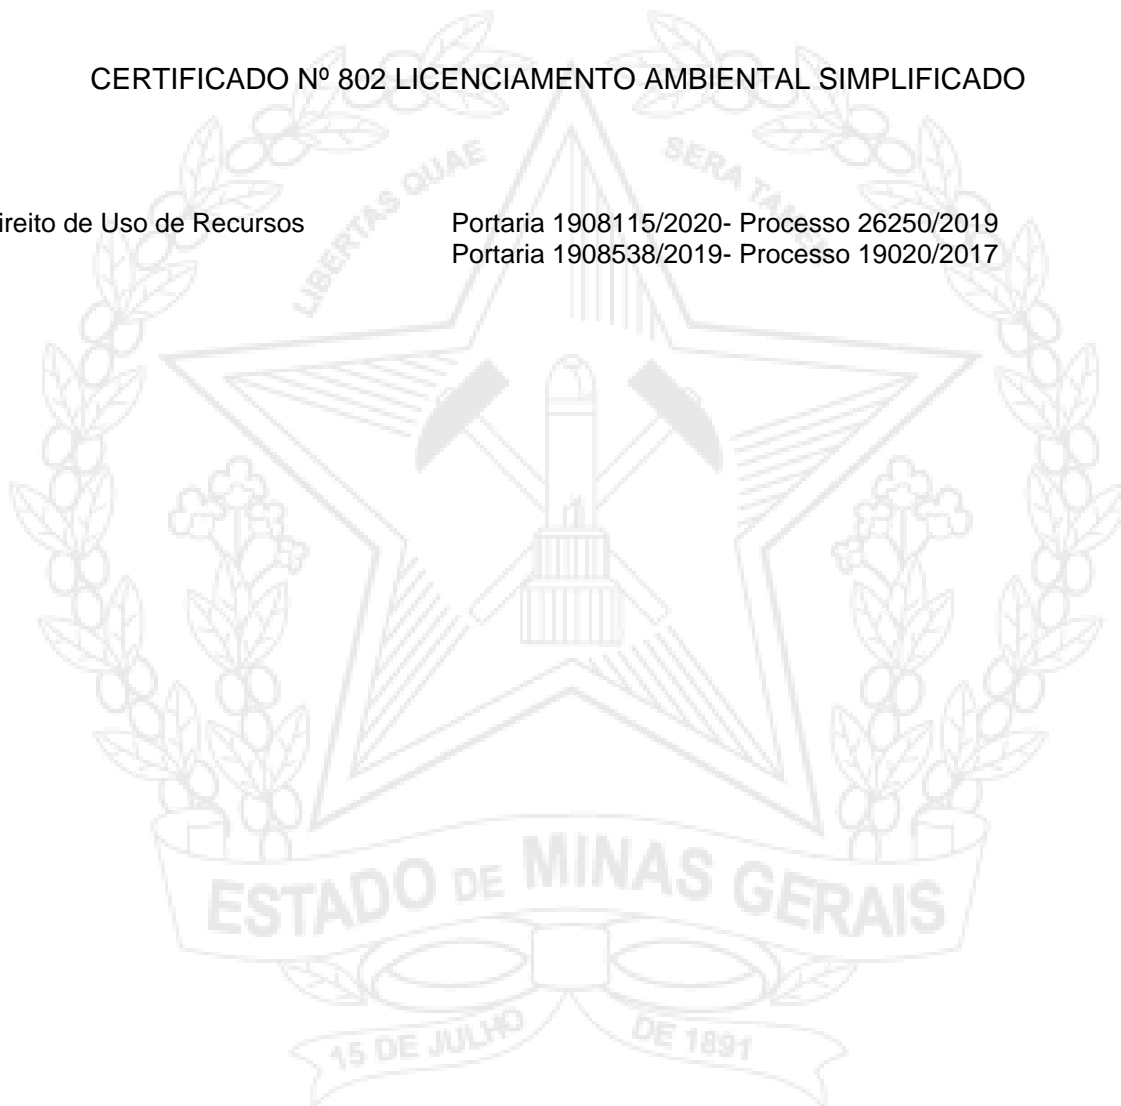 CERTIFICADO Nº 802 LICENCIAMENTO AMBIENTAL SIMPLIFICADO
LIBERTAS QUAE SERA TAMEN
ireito de Uso de Recursos Portaria 1908115/2020- Processo 26250/2019
Portaria 1908538/2019- Processo 19020/2017
ESTADO DE MINAS GERAIS
15 DE JULHO DE 1891